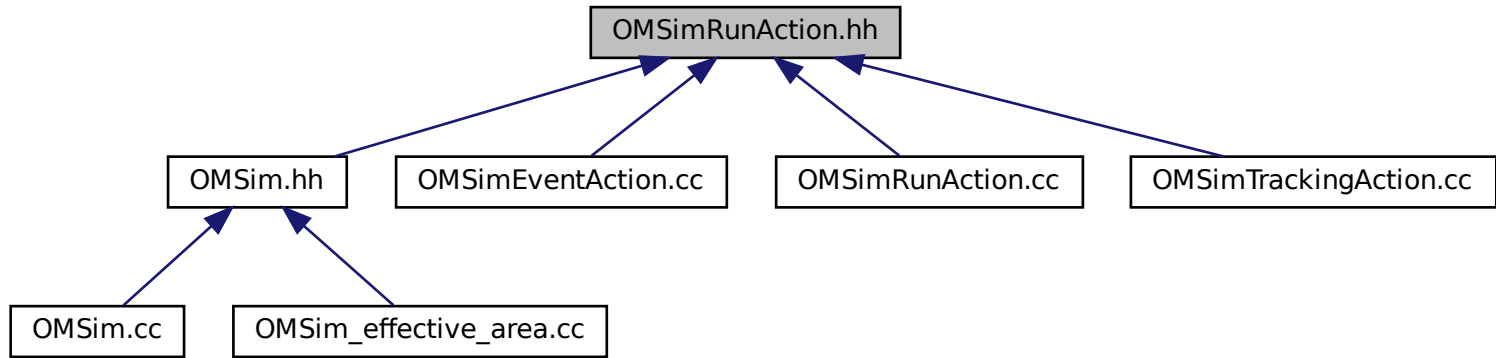 OMSimRunAction.hh
OMSim.hh
OMSimEventAction.cc
OMSimRunAction.cc
OMSimTrackingAction.cc
OMSim.cc
OMSim_effective_area.cc